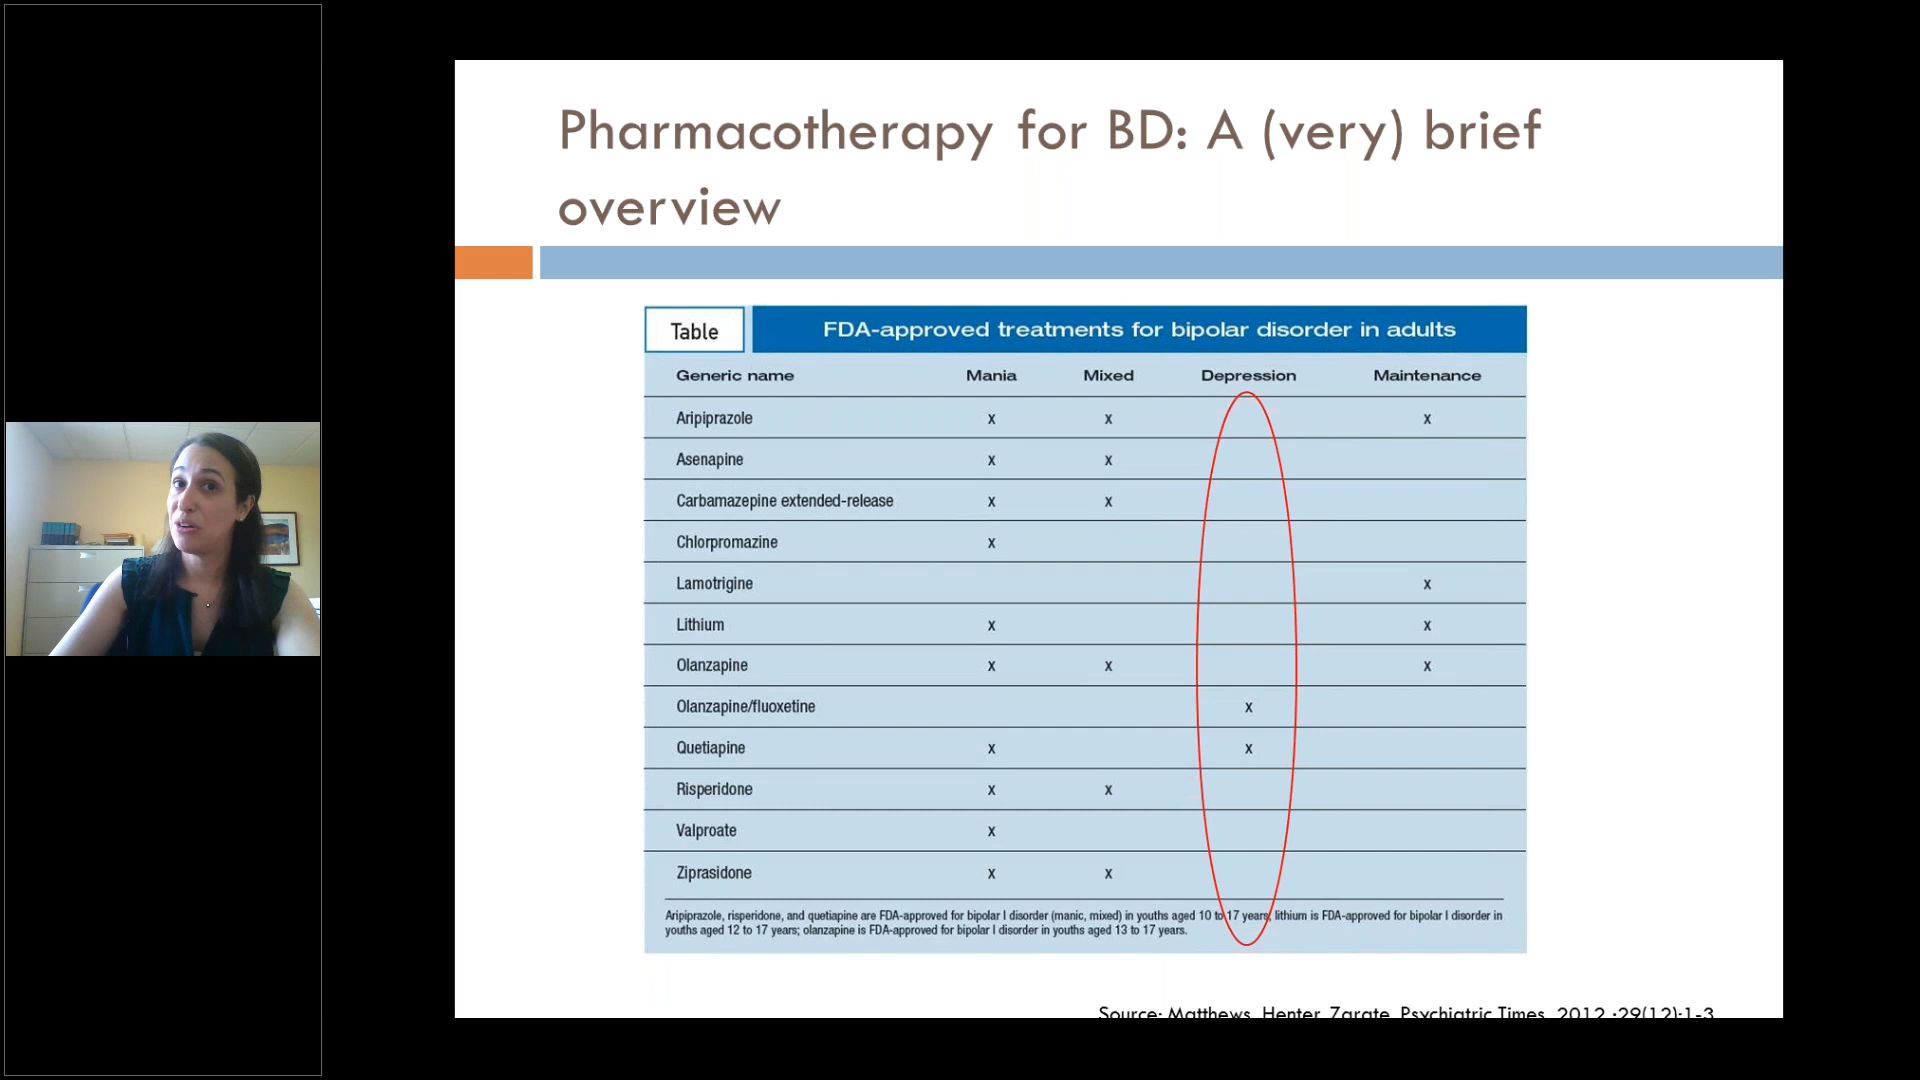 Pharmacotherapy for BD: A (very) brief
overview
Table FDA-approved treatments for bipolar disorder in adults
Generic name Mania Mixed Depression Maintenance
Aripiprazole x x x
Asenapine x x
Carbamazepine extended-release x x
Chlorpromazine x
Lamotrigine x
Lithium x x
Olanzapine x x x
Olanzapine/fluoxetine x
Quetiapine x x
Risperidone x x
Valproate x
Ziprasidone x x
Aripiprazole, risperidone, and quetiapine are FDA-approved for bipolar I disorder (manic, mixed) in youths aged 10 to 17 years; lithium is FDA-approved for bipolar I disorder in
youths aged 12 to 17 years; olanzapine is FDA-approved for bipolar I disorder in youths aged 13 to 17 years.
Source: Matthews, Henter, Zarate, Psychiatric Times, 2012 ;29(12):1-3